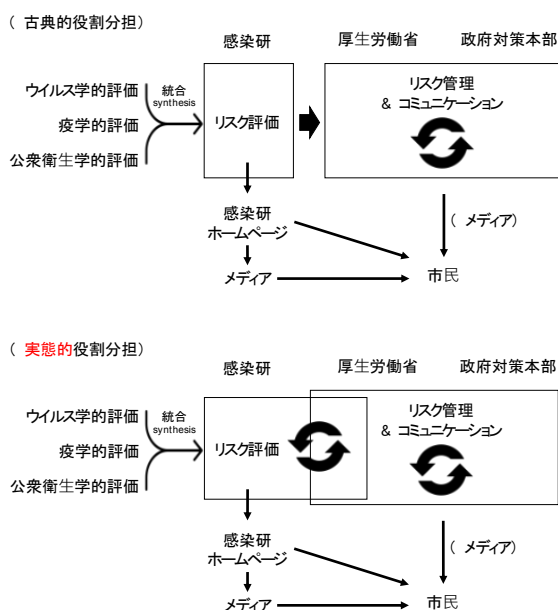 ( 古典的役割分担)
感染研
厚生労働省
政府対策本部
ウイルス学的評価
疫学的評価
公衆衛生学的評価
統合
synthesis
リスク評価
リスク管理
& コミュニケーション
感染研
ホームページ
( メディア)
メディア
市民
( 実態的役割分担)
感染研
厚生労働省
政府対策本部
ウイルス学的評価
疫学的評価
公衆衛生学的評価
統合
synthesis
リスク評価
リスク管理
& コミュニケーション
感染研
ホームページ
( メディア)
メディア
市民